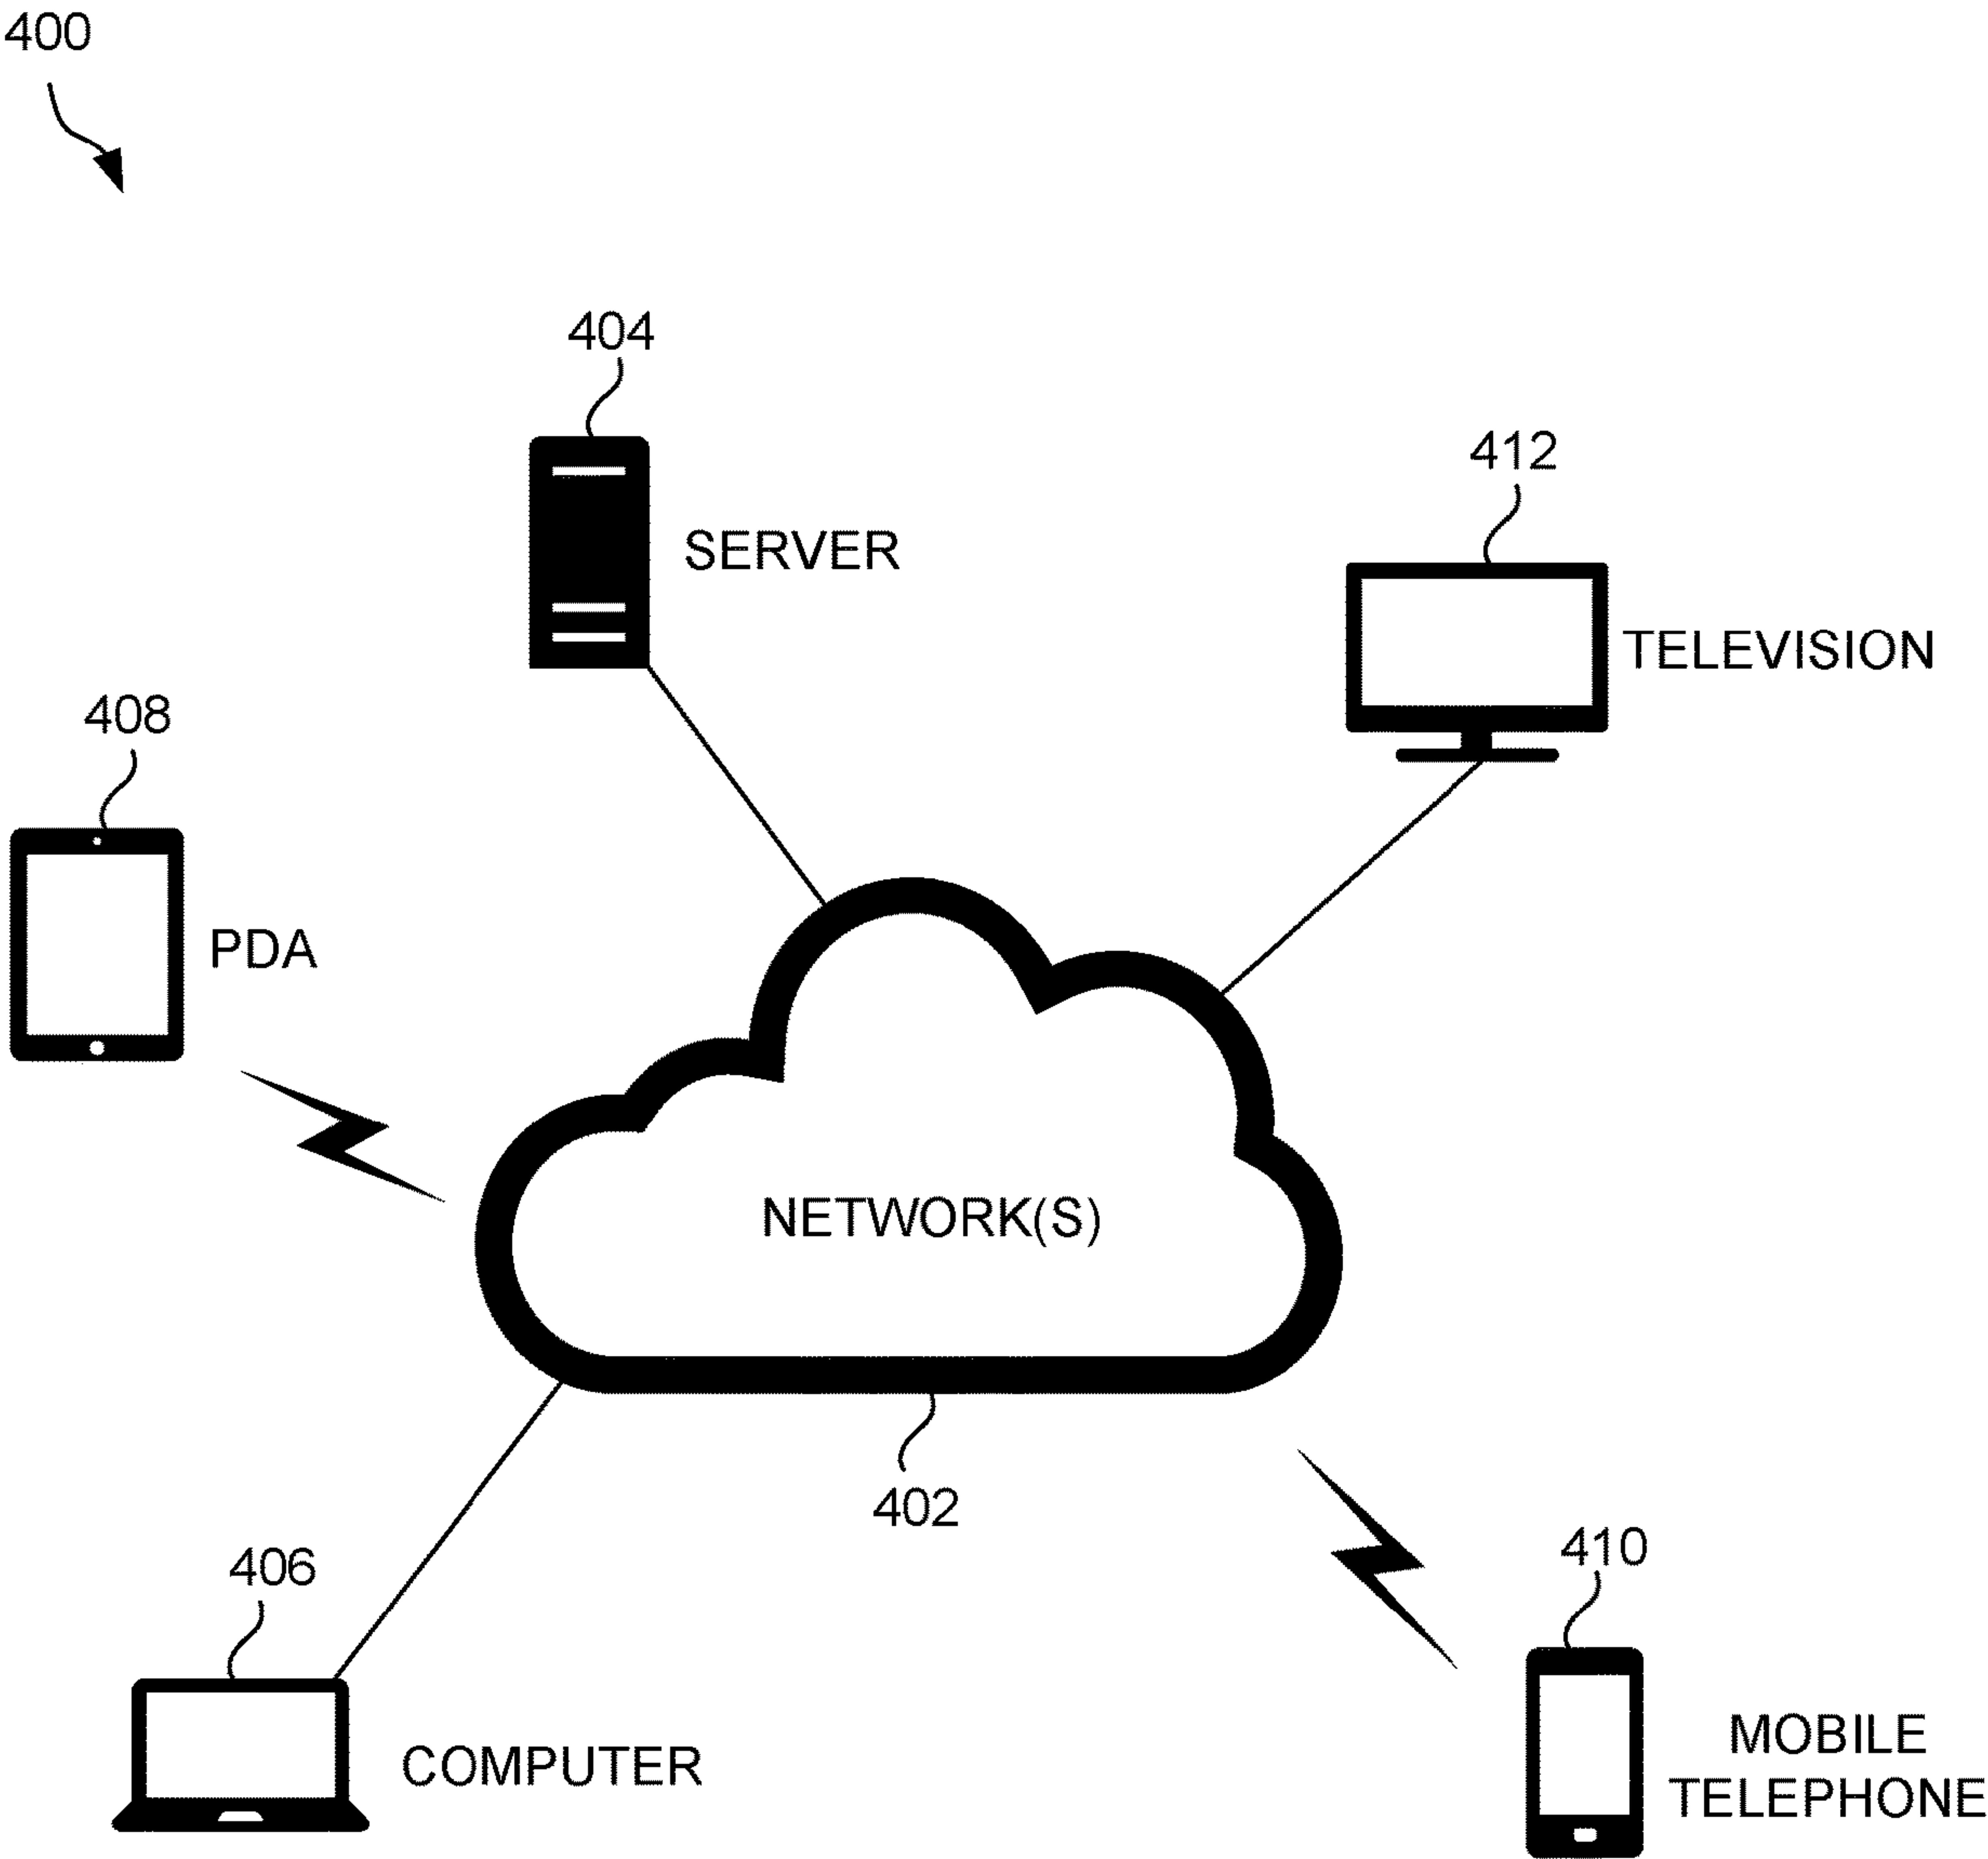 400
404
SERVER
412
TELEVISION
408
PDA
NETWORK(S)
402
406
COMPUTER
410
MOBILE
TELEPHONE